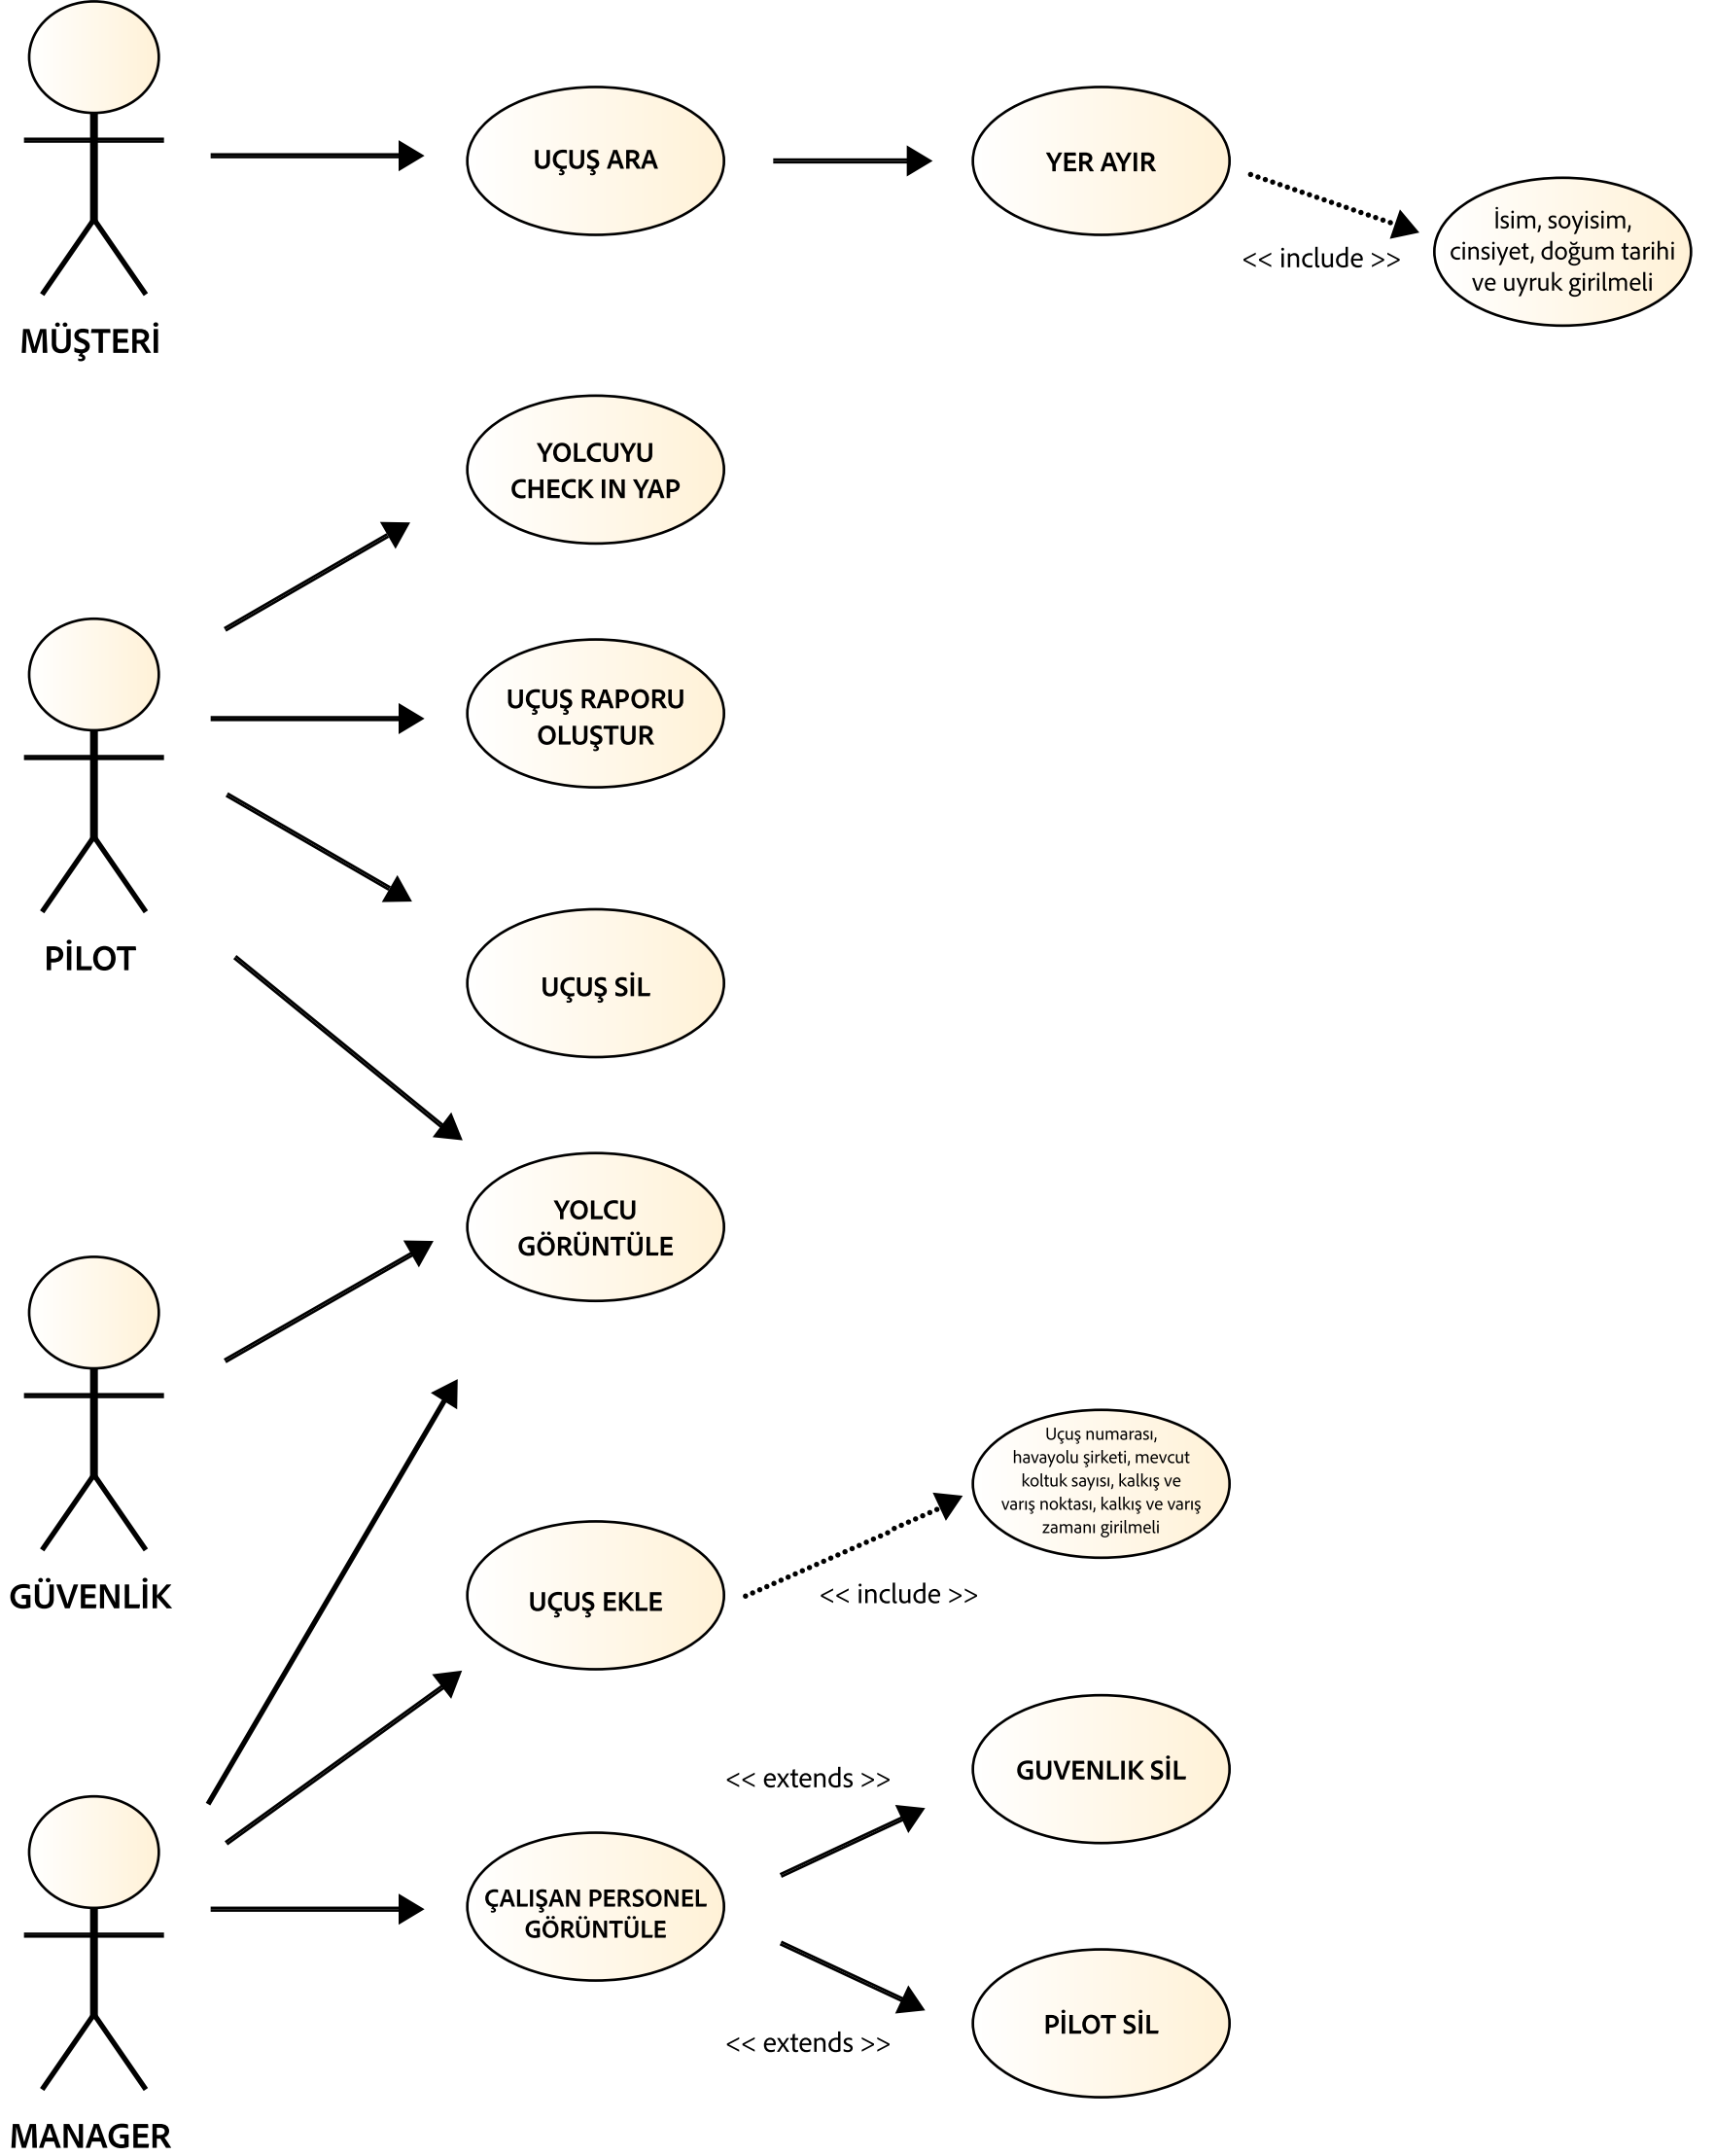 UÇUŞ ARA
YER AYIR
İsim, soyisim,
cinsiyet, doğum tarihi
ve uyruk girilmeli
<< include >>
MÜŞTERİ
YOLCUYU
CHECK IN YAP
UÇUŞ RAPORU
OLUŞTUR
PİLOT
UÇUŞ SİL
YOLCU
GÖRÜNTÜLE
Uçuş numarası,
havayolu şirketi, mevcut
koltuk sayısı, kalkış ve
varış noktası, kalkış ve varış
zamanı girilmeli
GÜVENLİK
UÇUŞ EKLE
<< include >>
<< extends >>
GUVENLIK SİL
ÇALIŞAN PERSONEL
GÖRÜNTÜLE
<< extends >>
PİLOT SİL
MANAGER